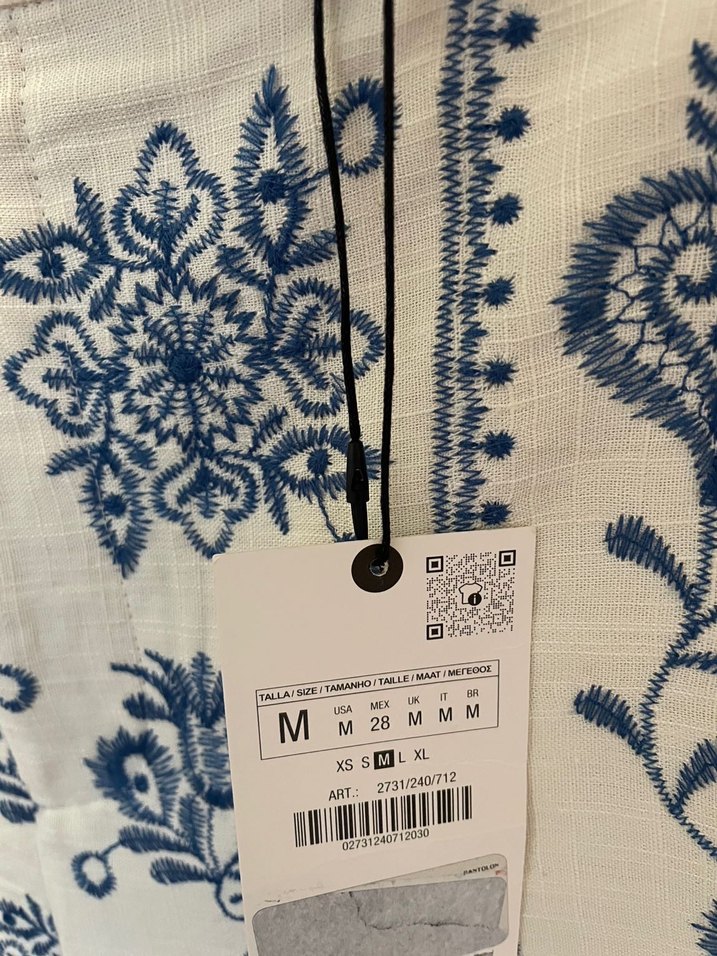 TALLA / SIZE / TAMANHO / TAILLE / MAAT / ΜΕΓΕΘΟΣ
M USA M MEX 28 UK M IT M BR M
XS S M L XL
ART.: 2731/240/712
02731240712030
PANTOLON